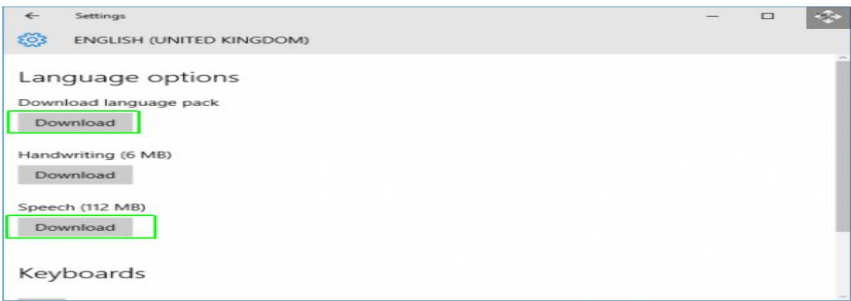 Settings
ENGLISH (UNITED KINGDOM)
Language options
Download language pack
Download
Handwriting (6 MB)
Download
Speech (112 MB)
Download
Keyboards